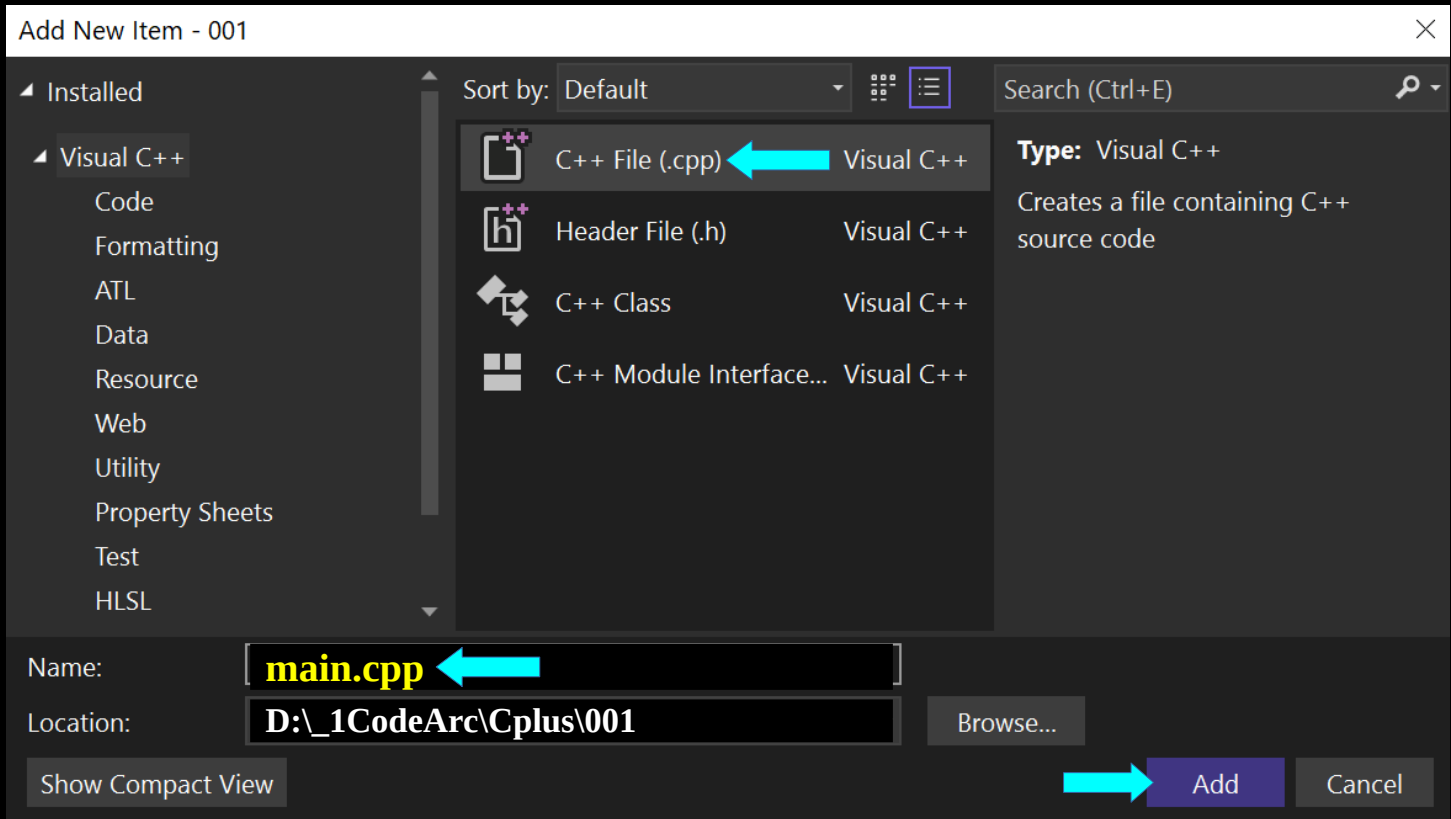 Add New Item - 001
Installed
Visual C++
Code
Formatting
ATL
Data
Resource
Web
Utility
Property Sheets
Test
HLSL
Sort by: Default
C++ File (.cpp) Visual C++
h Header File (.h) Visual C++
C++ Class Visual C++
C++ Module Interface... Visual C++
Search (Ctrl+E)
Type: Visual C++
Creates a file containing C++
source code
Name: main.cpp
Location: D:\_1CodeArc\Cplus\001
Browse...
Show Compact View
Add
Cancel